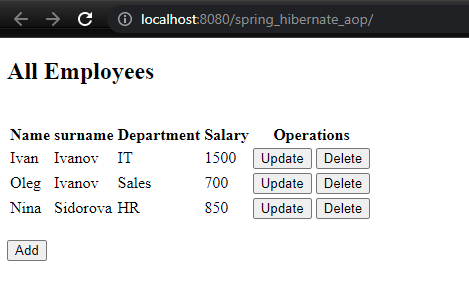 localhost:8080/spring_hibernate_aop/
All Employees
Name surname Department Salary Operations
Ivan Ivanov IT 1500 Update Delete
Oleg Ivanov Sales 700 Update Delete
Nina Sidorova HR 850 Update Delete
Add